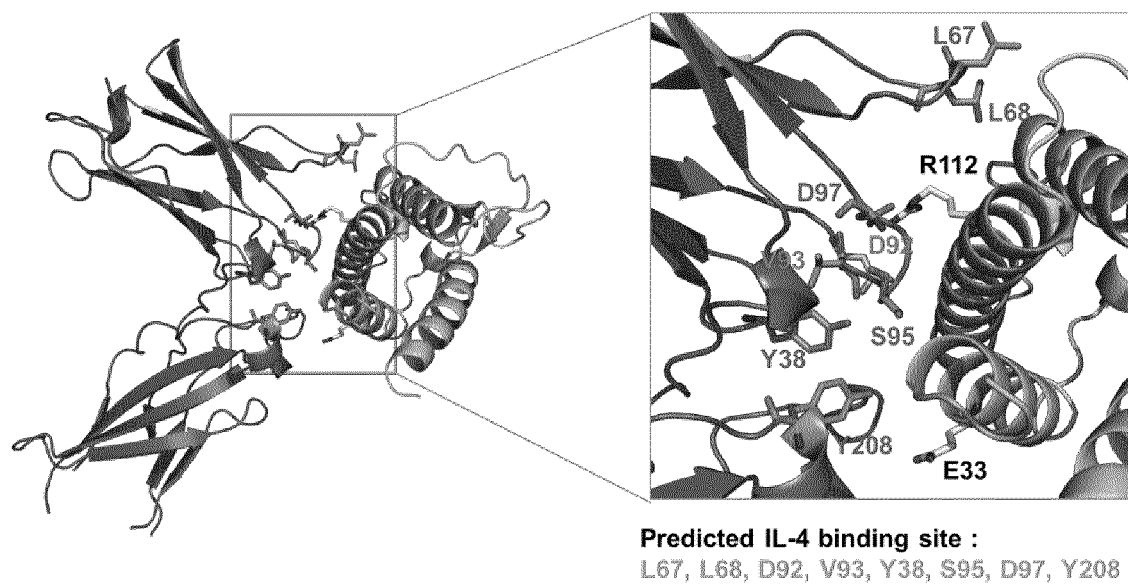 L67
L68
R112
D97
D92
V93
S95
Y38
Y208
E33
Predicted IL-4 binding site :
L67, L68, D92, V93, Y38, S95, D97, Y208